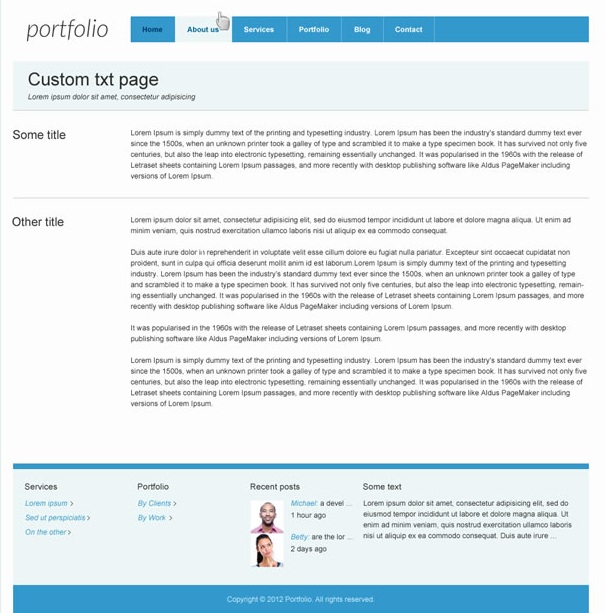 portfolio
Home About us Services Portfolio Blog Contact
Custom txt page
Lorem ipsum dolor sit amet, consectetur adipisicing
Some title
Lorem Ipsum is simply dummy text of the printing and typesetting industry. Lorem Ipsum has been the industry's standard dummy text ever
since the 1500s, when an unknown printer took a galley of type and scrambled it to make a type specimen book. It has survived not only five
centuries, but also the leap into electronic typesetting, remaining essentially unchanged. It was popularised in the 1960s with the release of
Letraset sheets containing Lorem Ipsum passages, and more recently with desktop publishing software like Aldus PageMaker including
versions of Lorem Ipsum.
Other title
Lorem ipsum dolor sit amet, consectetur adipisicing elit, sed do eiusmod tempor incididunt ut labore et dolore magna aliqua. Ut enim ad
minim veniam, quis nostrud exercitation ullamco laboris nisi ut aliquip ex ea commodo consequat.
Duis aute irure dolor in reprehenderit in voluptate velit esse cillum dolore eu fugiat nulla pariatur. Excepteur sint occaecat cupidatat non
proident, sunt in culpa qui officia deserunt mollit anim id est laborum.Lorem Ipsum is simply dummy text of the printing and typesetting
industry. Lorem Ipsum has been the industry's standard dummy text ever since the 1500s, when an unknown printer took a galley of type
and scrambled it to make a type specimen book. It has survived not only five centuries, but also the leap into electronic typesetting, remain-
ing essentially unchanged. It was popularised in the 1960s with the release of Letraset sheets containing Lorem Ipsum passages, and more
recently with desktop publishing software like Aldus PageMaker including versions of Lorem Ipsum.
It was popularised in the 1960s with the release of Letraset sheets containing Lorem Ipsum passages, and more recently with desktop
publishing software like Aldus PageMaker including versions of Lorem Ipsum.
Lorem Ipsum is simply dummy text of the printing and typesetting industry. Lorem Ipsum has been the industry's standard dummy text ever
since the 1500s, when an unknown printer took a galley of type and scrambled it to make a type specimen book. It has survived not only five
centuries, but also the leap into electronic typesetting, remaining essentially unchanged. It was popularised in the 1960s with the release of
Letraset sheets containing Lorem Ipsum passages, and more recently with desktop publishing software like Aldus PageMaker including
versions of Lorem Ipsum.
Services
Lorem ipsum >
Sed ut perspiciatis >
On the other >
Portfolio
By Clients >
By Work >
Recent posts
Michael: a devel ...
1 hour ago
Betty: are the lor ...
2 days ago
Some text
Lorem ipsum dolor sit amet, consectetur adipisicing elit, sed do
eiusmod tempor incididunt ut labore et dolore magna aliqua. Ut
enim ad minim veniam, quis nostrud exercitation ullamco laboris
nisi ut aliquip ex ea commodo consequat. Duis aute irure ...
Copyright © 2012 Portfolio. All rights reserved.